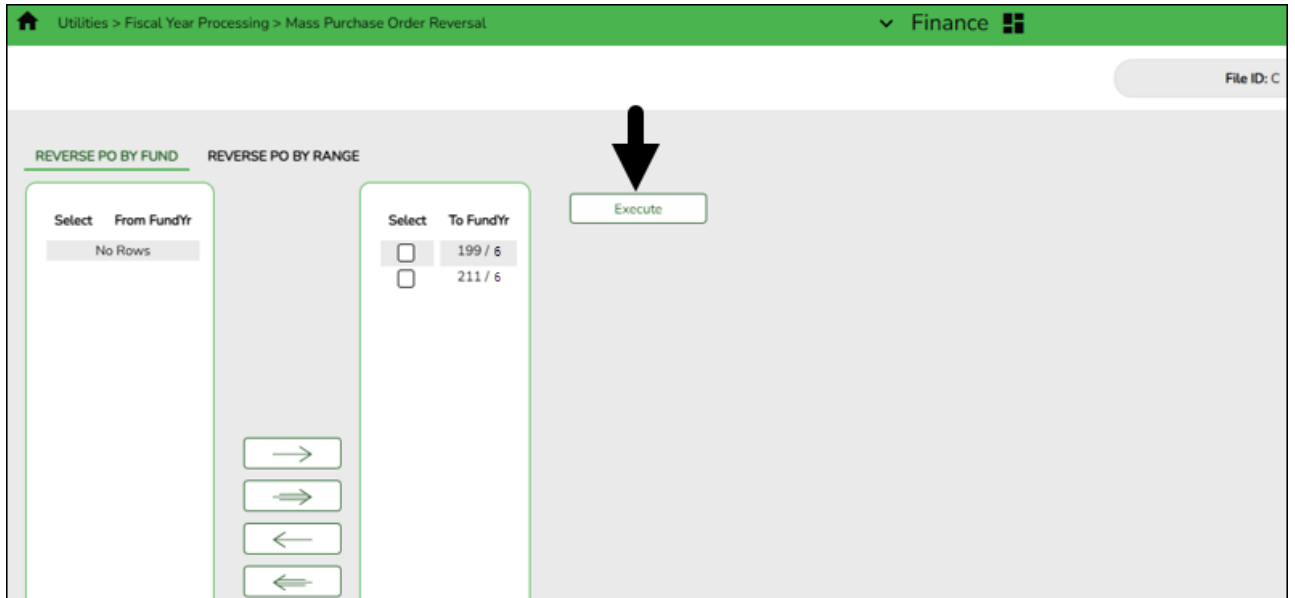 Utilities > Fiscal Year Processing > Mass Purchase Order Reversal
Finance
File ID: C
REVERSE PO BY FUND
REVERSE PO BY RANGE
Select From FundYr
No Rows
Select To FundYr
199 / 6
211 / 6
Execute